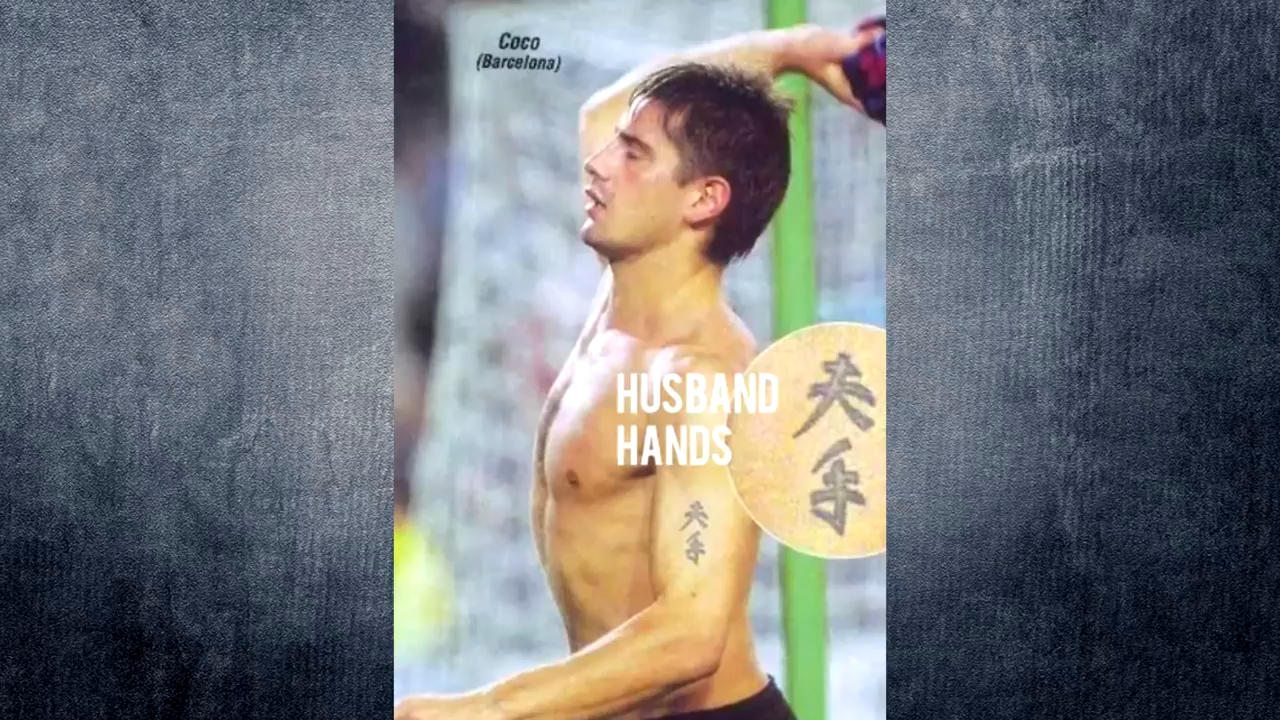 Coco
(Barcelona)
HUSBAND
HANDS
夫
手
夫
手